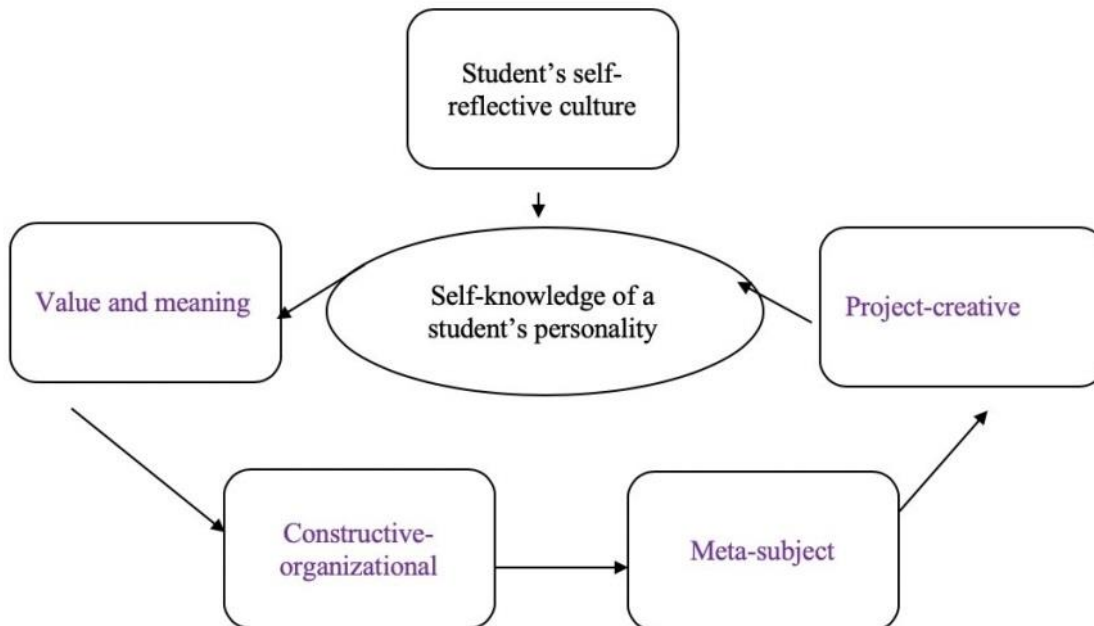 Student’s self-
reflective culture
Value and meaning
Self-knowledge of a
student’s personality
Project-creative
Constructive-
organizational
Meta-subject